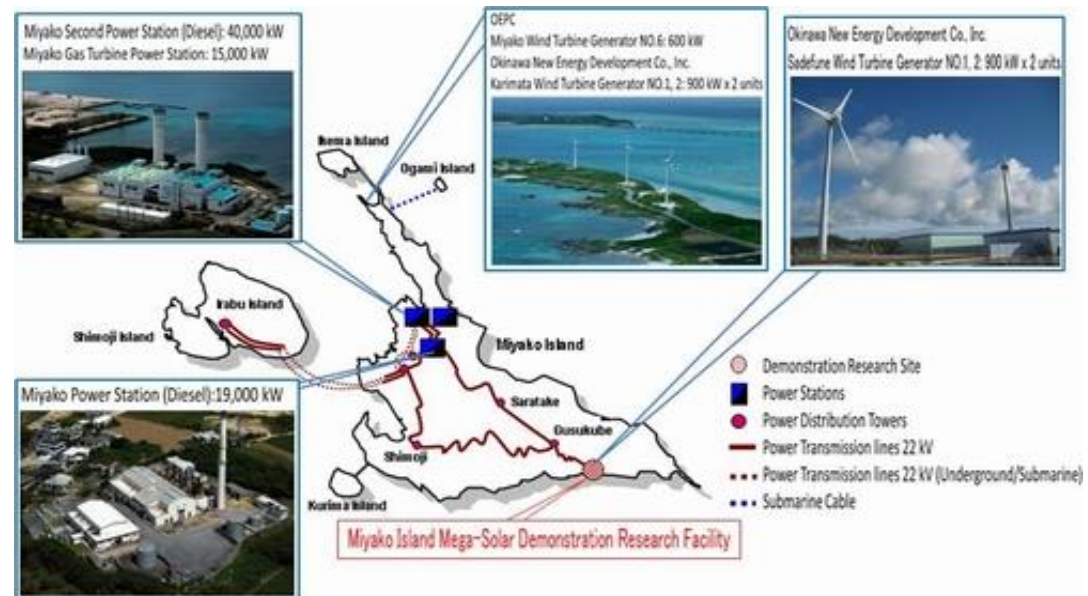 Miyako Second Power Station (Diesel): 40,000 kW
Miyako Gas Turbine Power Station: 15,000 kW
OEPC
Miyako Wind Turbine Generator NO.6: 600 kW
Okinawa New Energy Development Co., Inc.
Karimata Wind Turbine Generator NO.1, 2: 900 kW x 2 units
Okinawa New Energy Development Co, Inc.
Sadefune Wind Turbine Generator NO.1, 2: 900 kW x 2 units
Ikema Island
Ogami Island
Irabu Island
Shimoji Island
Miyako Island
Miyako Power Station (Diesel):19,000 kW
Saratake
Gusukube
Shimoji
Kurima Island
Demonstration Research Site
Power Stations
Power Distribution Towers
Power Transmission lines 22 kV
Power Transmission lines 22 kV (Underground/Submarine)
Submarine Cable
Miyako Island Mega-Solar Demonstration Research Facility